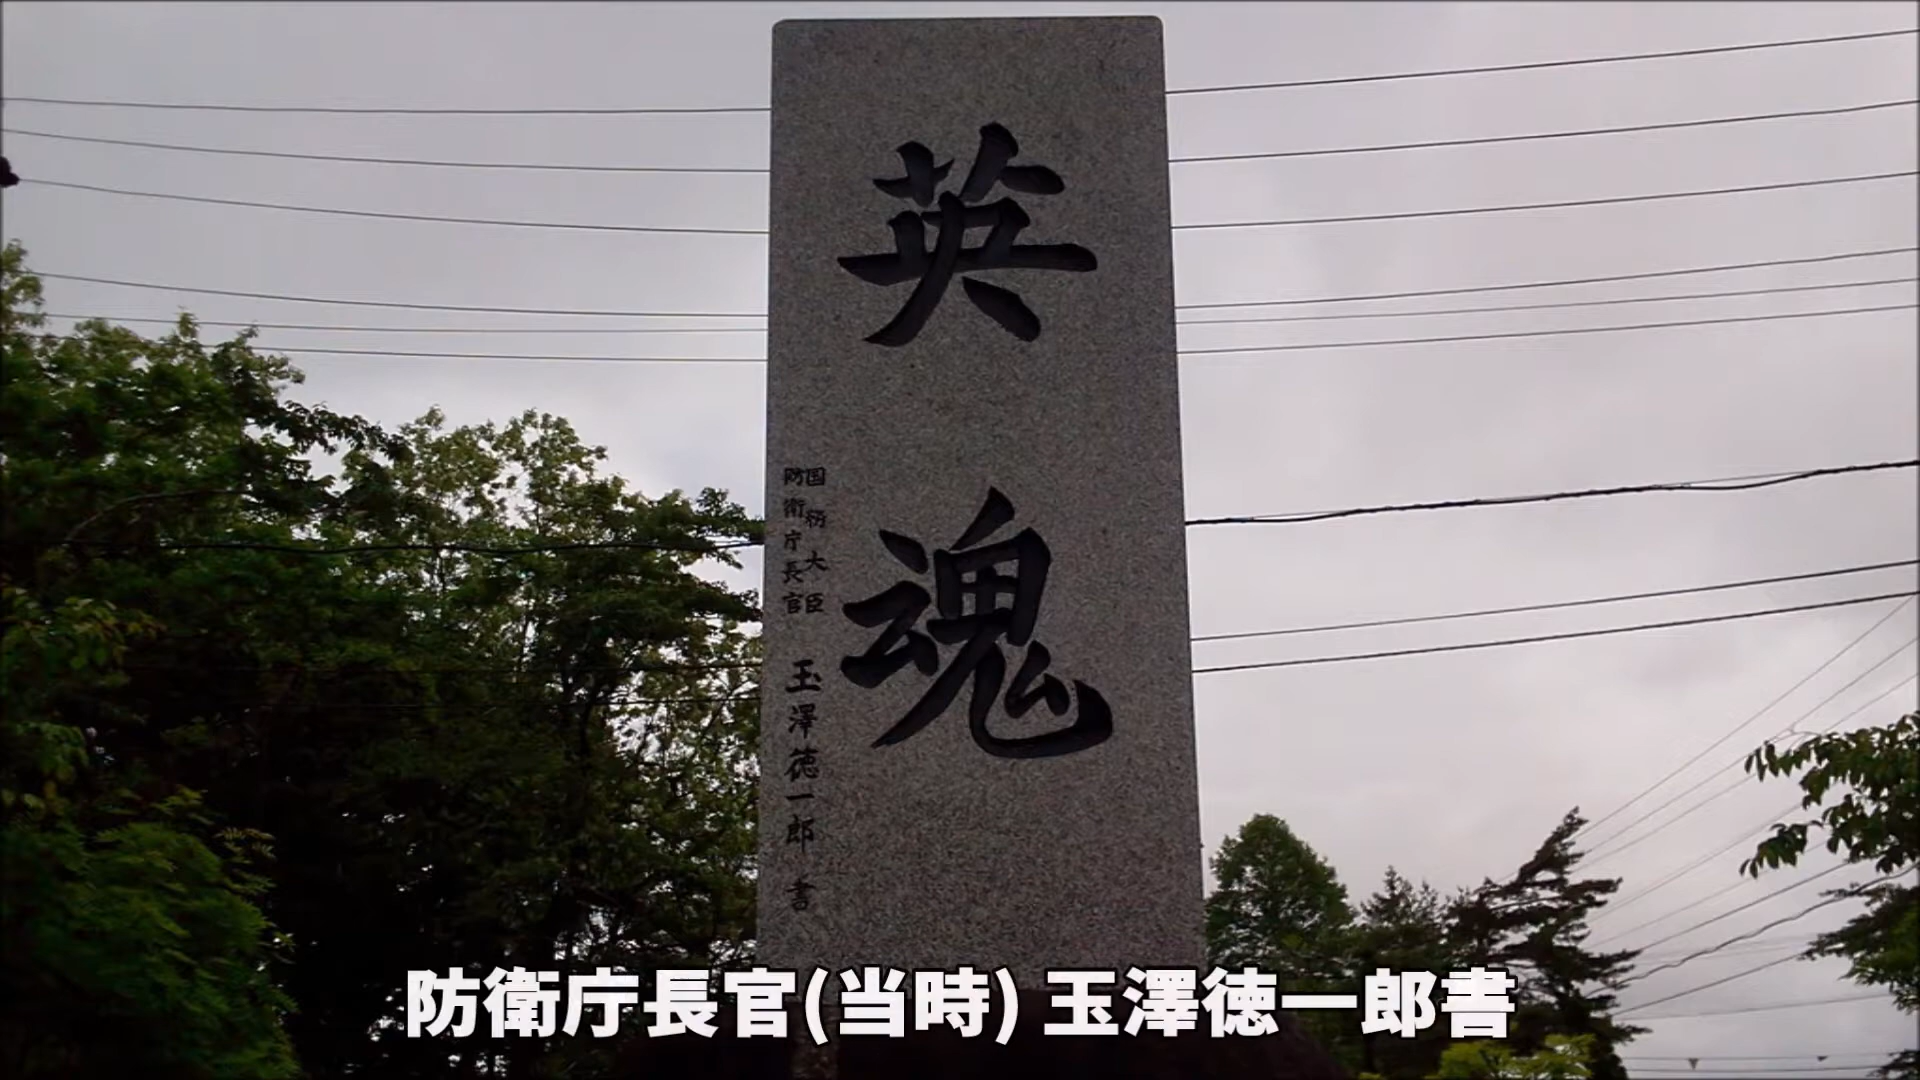 英魂
国務大臣
防衛庁長官
玉澤徳一郎 書
防衛庁長官(当時) 玉澤徳一郎書